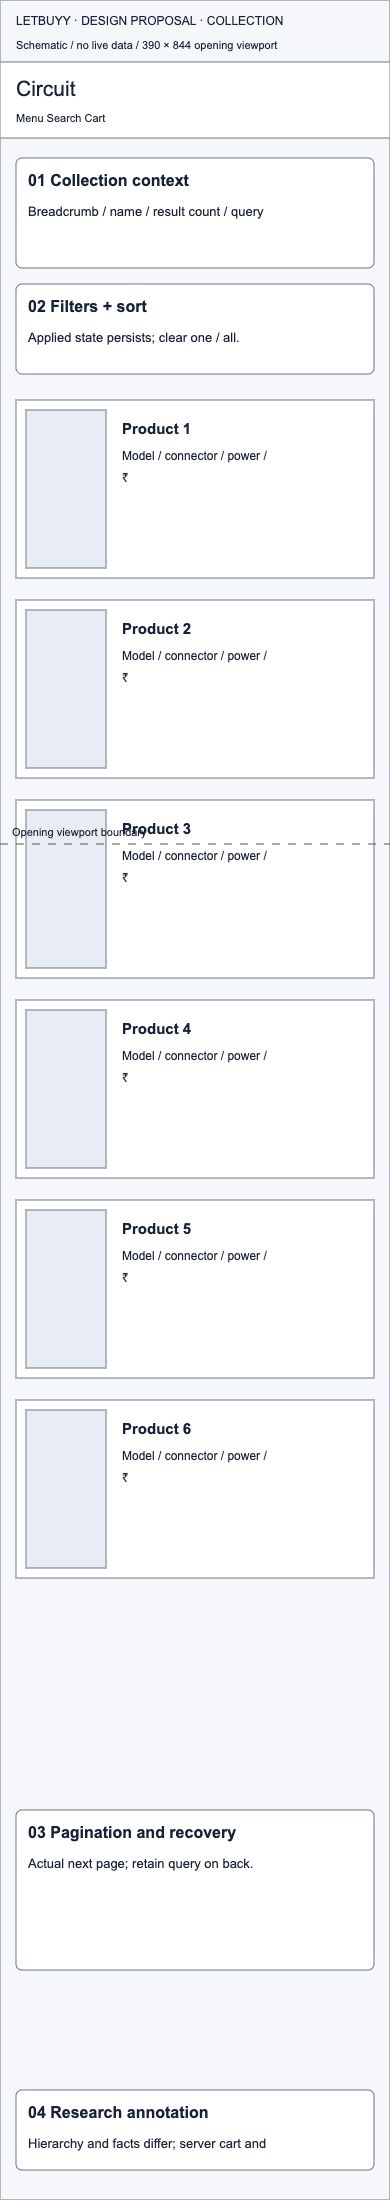 LETBUYY · DESIGN PROPOSAL · COLLECTION
Schematic / no live data / 390 × 844 opening viewport
Circuit
Menu Search Cart
01 Collection context
Breadcrumb / name / result count / query
02 Filters + sort
Applied state persists; clear one / all.
Product 1
Model / connector / power /
₹
Product 2
Model / connector / power /
₹
Opening viewport boundary
Product 3
Model / connector / power /
₹
Product 4
Model / connector / power /
₹
Product 5
Model / connector / power /
₹
Product 6
Model / connector / power /
₹
03 Pagination and recovery
Actual next page; retain query on back.
04 Research annotation
Hierarchy and facts differ; server cart and